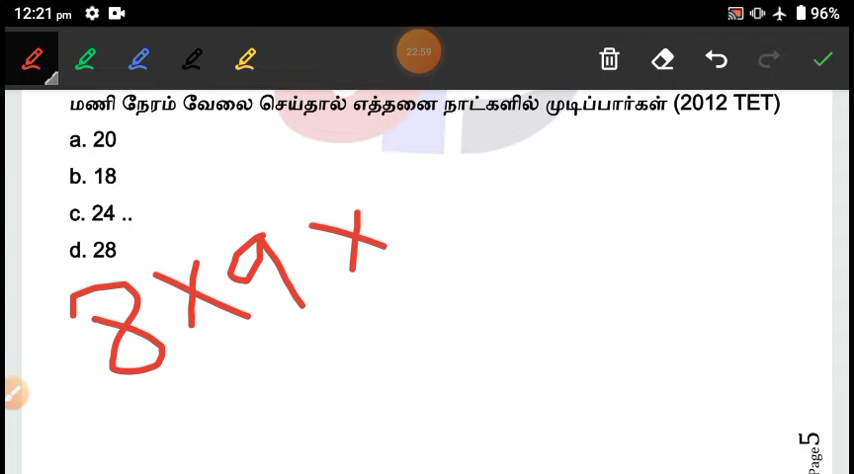 12:21 pm 96%
22:59
மணி நேரம் வேலை செய்தால் எத்தனை நாட்களில் முடிப்பார்கள் (2012 TET)
a. 20
b. 18
c. 24 ..
d. 28
8 x 9 x
Page 5